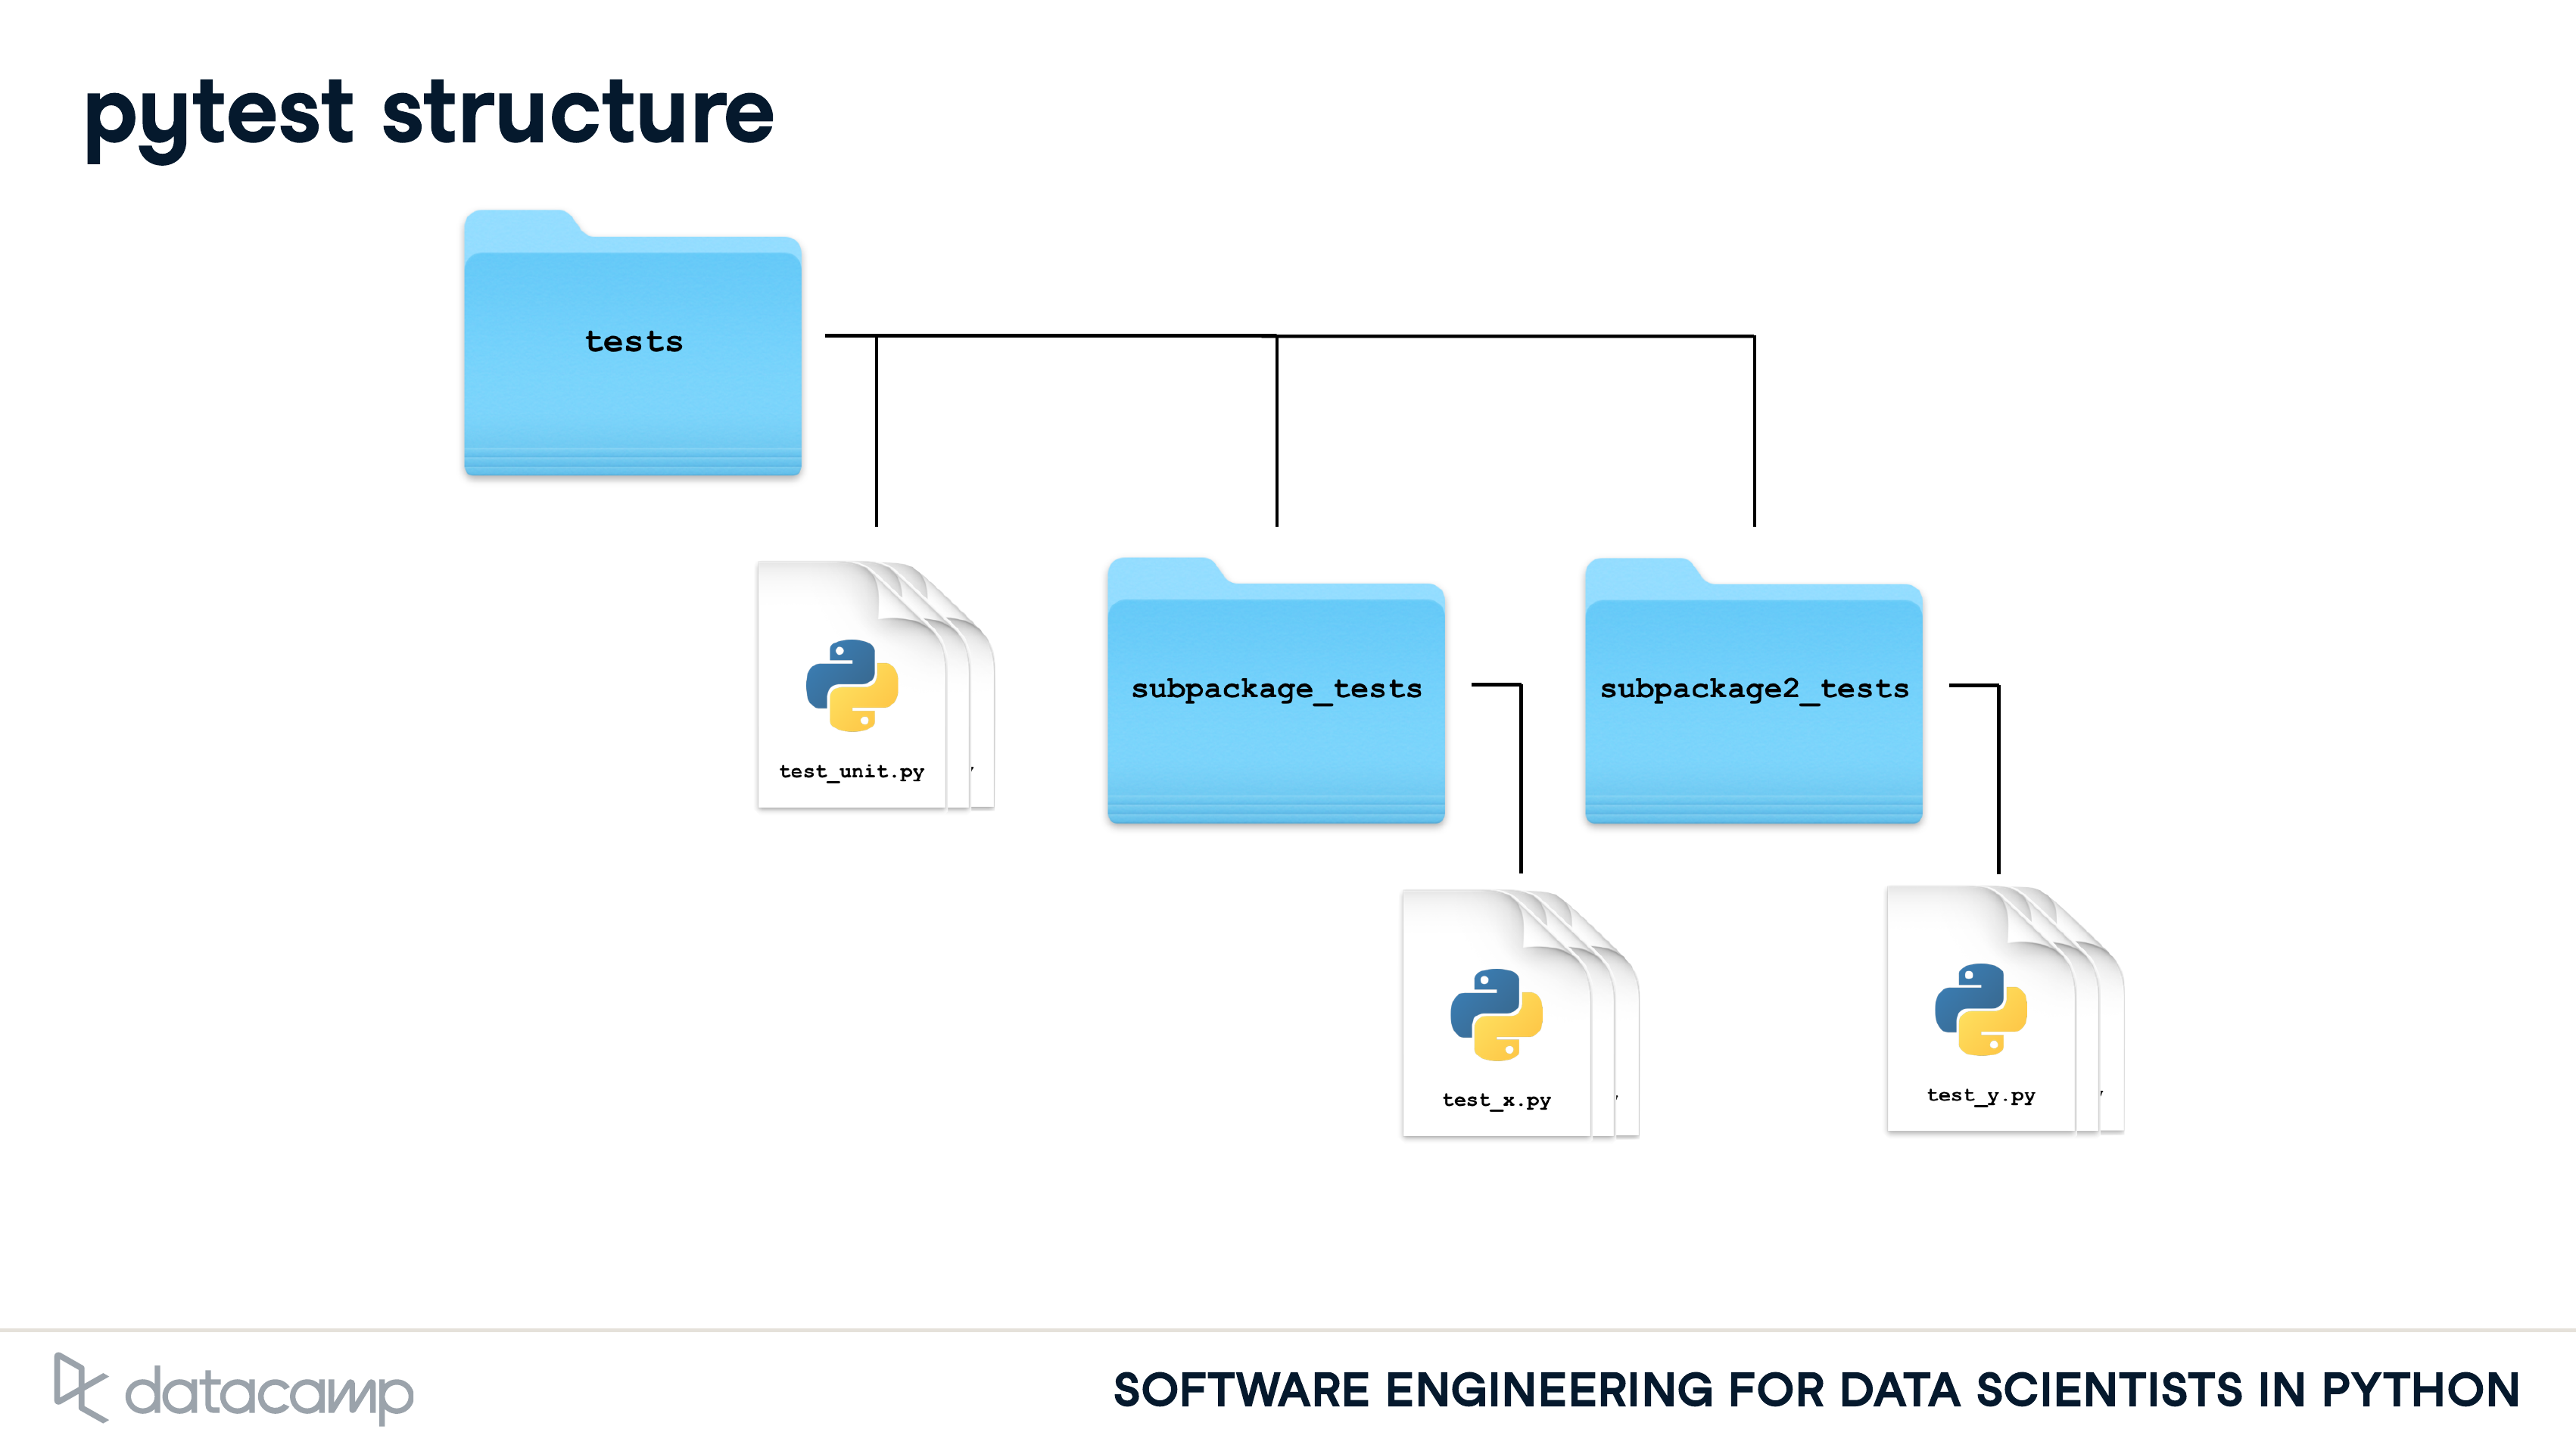 pytest structure
tests
test_unit.py
subpackage_tests
subpackage2_tests
test_x.py
test_y.py
datacamp
SOFTWARE ENGINEERING FOR DATA SCIENTISTS IN PYTHON